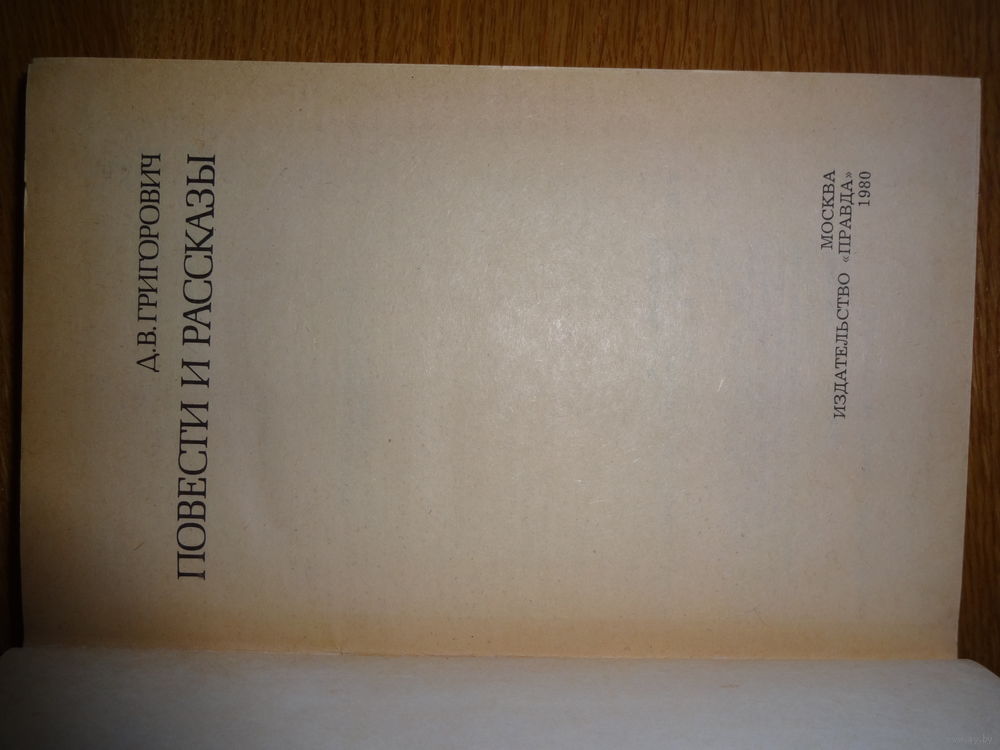 Д. В. ГРИГОРОВИЧ
ПОВЕСТИ И РАССКАЗЫ
МОСКВА
ИЗДАТЕЛЬСТВО «ПРАВДА»
1980